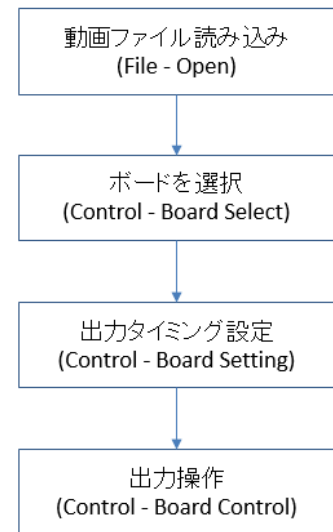 動画ファイル読み込み
(File - Open)
ボードを選択
(Control - Board Select)
出力タイミング設定
(Control - Board Setting)
出力操作
(Control - Board Control)